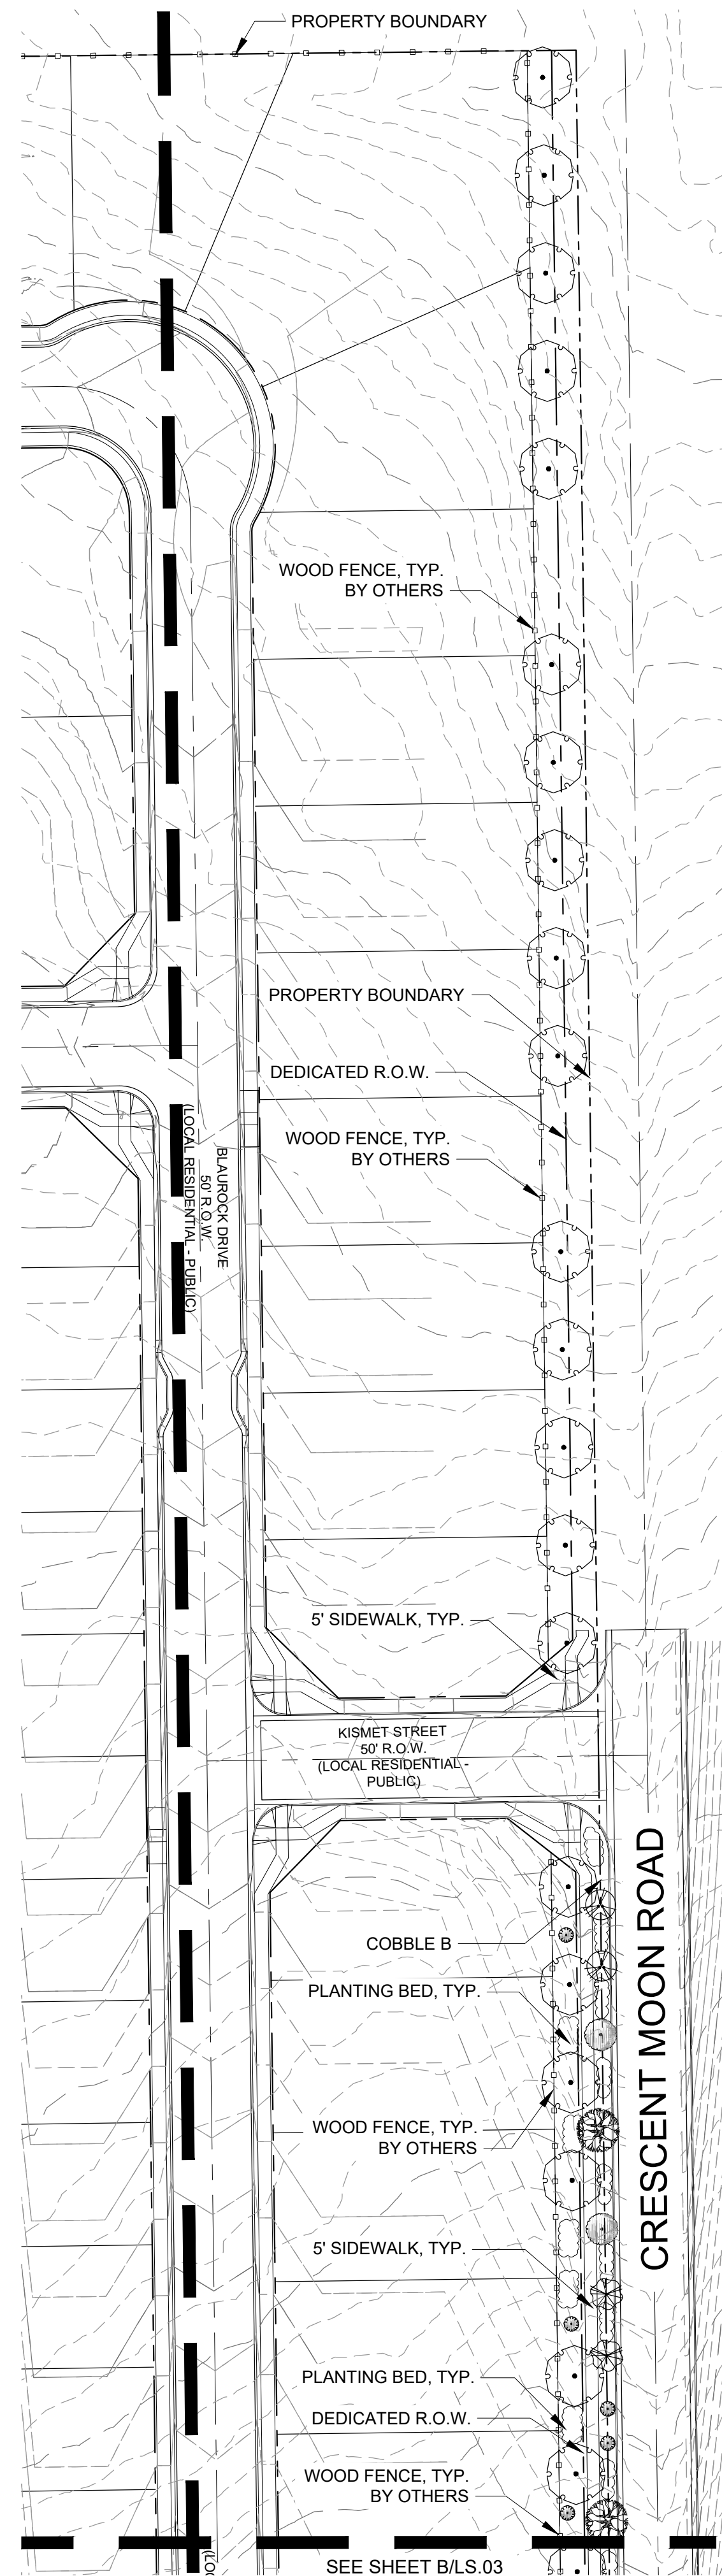 PROPERTY BOUNDARY
WOOD FENCE, TYP.
BY OTHERS
PROPERTY BOUNDARY
DEDICATED R.O.W.
WOOD FENCE, TYP.
BY OTHERS
BLAUROCK DRIVE
50' R.O.W.
(LOCAL RESIDENTIAL - PUBLIC)
5' SIDEWALK, TYP.
KISMET STREET
50' R.O.W.
(LOCAL RESIDENTIAL -
PUBLIC)
CRESCENT MOON ROAD
COBBLE B
PLANTING BED, TYP.
WOOD FENCE, TYP.
BY OTHERS
5' SIDEWALK, TYP.
PLANTING BED, TYP.
DEDICATED R.O.W.
WOOD FENCE, TYP.
BY OTHERS
SEE SHEET B/LS.03